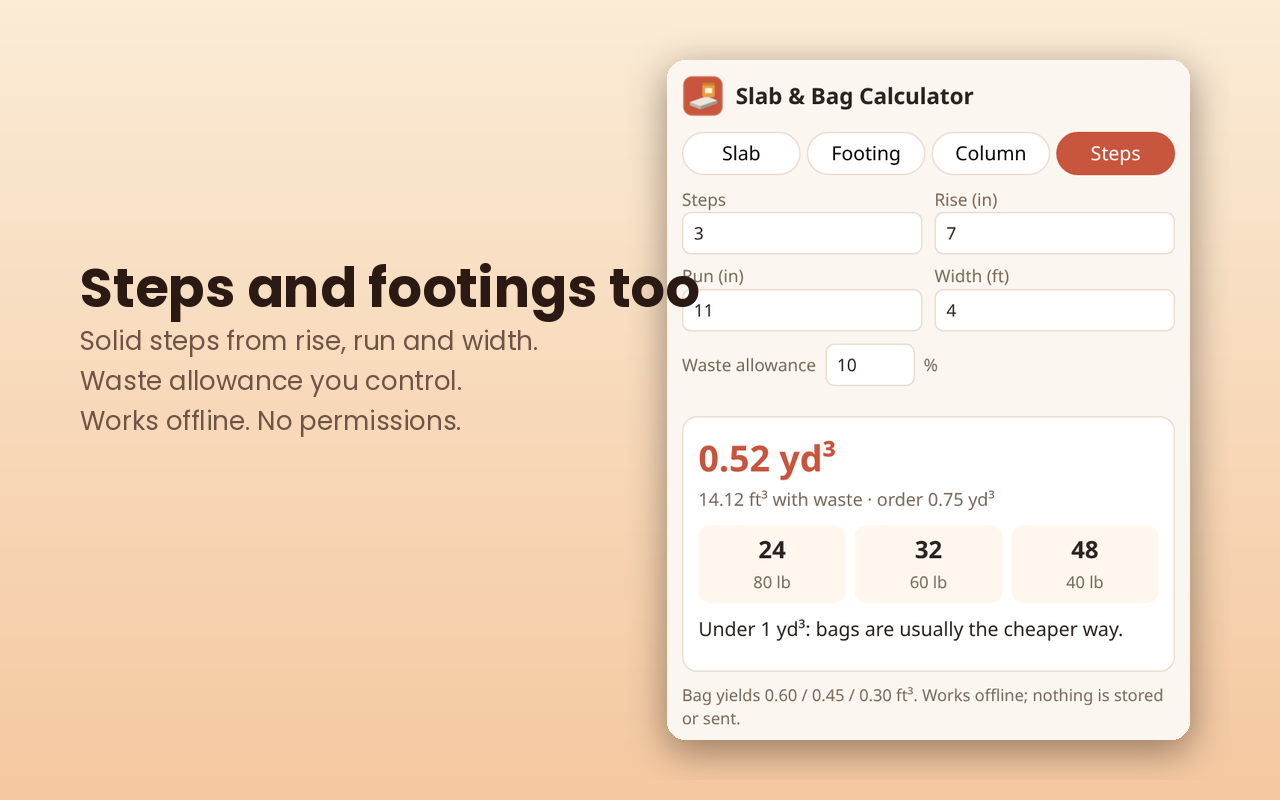 Steps and footings too
Solid steps from rise, run and width.
Waste allowance you control.
Works offline. No permissions.
Slab & Bag Calculator
Slab Footing Column Steps
Steps Rise (in)
3 7
Run (in) Width (ft)
11 4
Waste allowance 10 %
0.52 yd³
14.12 ft³ with waste · order 0.75 yd³
24 32 48
80 lb 60 lb 40 lb
Under 1 yd³: bags are usually the cheaper way.
Bag yields 0.60 / 0.45 / 0.30 ft³. Works offline; nothing is stored
or sent.